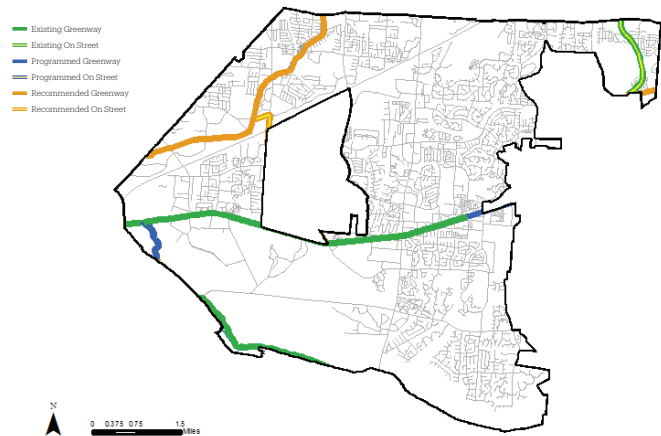 Existing Greenway
Existing On Street
Programmed Greenway
Programmed On Street
Recommended Greenway
Recommended On Street
N
0 0.375 0.75 1.5
Miles